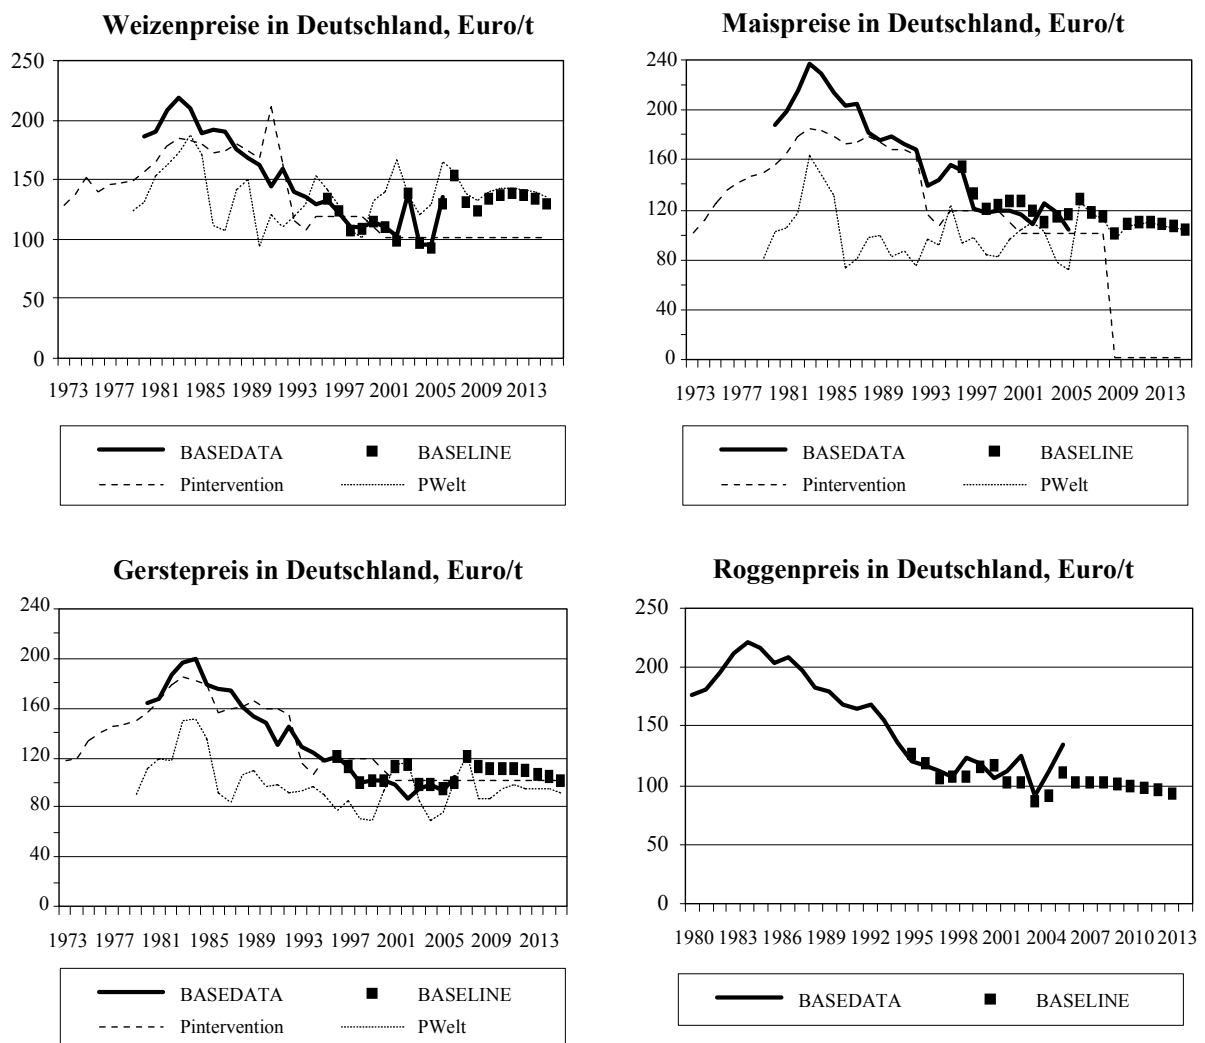 Weizenpreise in Deutschland, Euro/t
250
200
150
100
50
0
1973 1977 1981 1985 1989 1993 1997 2001 2005 2009 2013
BASEDATA BASELINE
Pintervention PWelt
Maispreise in Deutschland, Euro/t
240
200
160
120
80
40
0
1973 1977 1981 1985 1989 1993 1997 2001 2005 2009 2013
BASEDATA BASELINE
Pintervention PWelt
Gerstepreis in Deutschland, Euro/t
240
200
160
120
80
40
0
1973 1977 1981 1985 1989 1993 1997 2001 2005 2009 2013
BASEDATA BASELINE
Pintervention PWelt
Roggenpreis in Deutschland, Euro/t
250
200
150
100
50
0
1980 1983 1986 1989 1992 1995 1998 2001 2004 2007 2010 2013
BASEDATA BASELINE